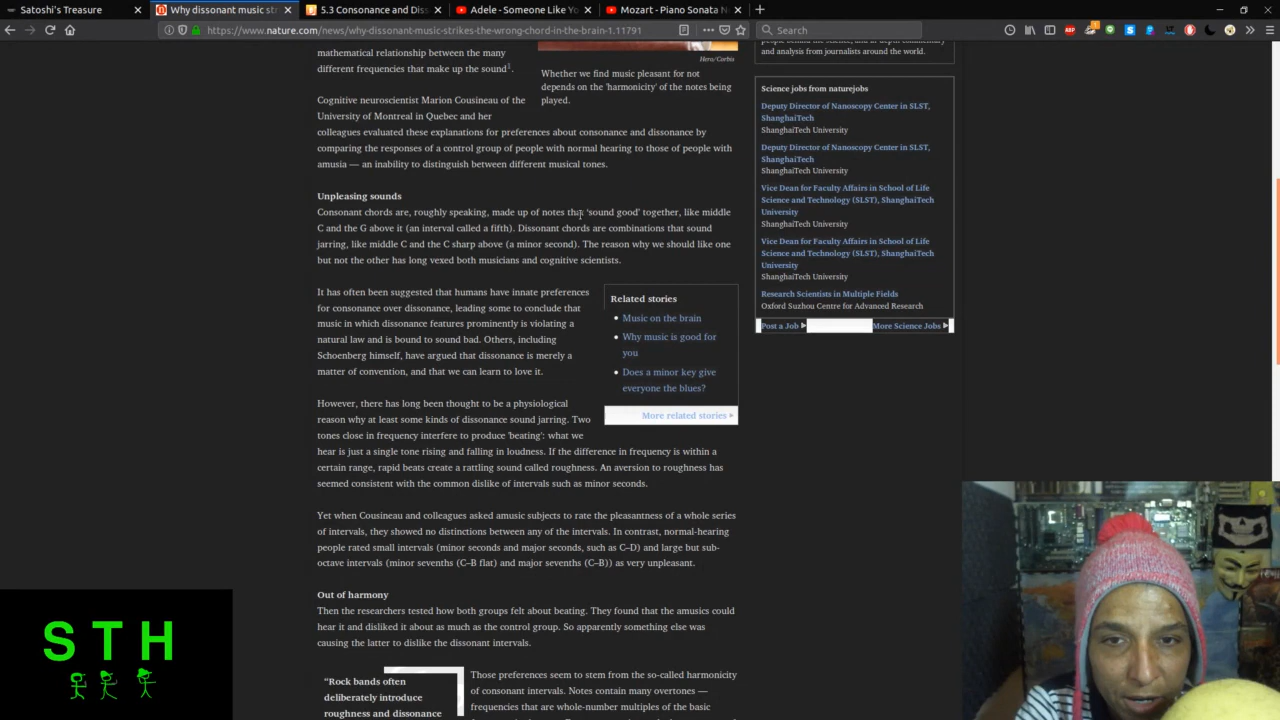 Satoshi's Treasure
Why dissonant music stri
5.3 Consonance and Diss
Adele - Someone Like Yo
Mozart - Piano Sonata N
https://www.nature.com/news/why-dissonant-music-strikes-the-wrong-chord-in-the-brain-1.11791
Search
mathematical relationship between the many
different frequencies that make up the sound1.
Hero/Corbis
Whether we find music pleasant for not
depends on the 'harmonicity' of the notes being
played.
Cognitive neuroscientist Marion Cousineau of the
University of Montreal in Quebec and her
colleagues evaluated these explanations for preferences about consonance and dissonance by
comparing the responses of a control group of people with normal hearing to those of people with
amusia — an inability to distinguish between different musical tones.
Unpleasing sounds
Consonant chords are, roughly speaking, made up of notes that 'sound good' together, like middle
C and the G above it (an interval called a fifth). Dissonant chords are combinations that sound
jarring, like middle C and the C sharp above (a minor second). The reason why we should like one
but not the other has long vexed both musicians and cognitive scientists.
It has often been suggested that humans have innate preferences
for consonance over dissonance, leading some to conclude that
music in which dissonance features prominently is violating a
natural law and is bound to sound bad. Others, including
Schoenberg himself, have argued that dissonance is merely a
matter of convention, and that we can learn to love it.
However, there has long been thought to be a physiological
reason why at least some kinds of dissonance sound jarring. Two
tones close in frequency interfere to produce 'beating': what we
hear is just a single tone rising and falling in loudness. If the difference in frequency is within a
certain range, rapid beats create a rattling sound called roughness. An aversion to roughness has
seemed consistent with the common dislike of intervals such as minor seconds.
Yet when Cousineau and colleagues asked amusic subjects to rate the pleasantness of a whole series
of intervals, they showed no distinctions between any of the intervals. In contrast, normal-hearing
people rated small intervals (minor seconds and major seconds, such as C–D) and large but sub-
octave intervals (minor sevenths (C–B flat) and major sevenths (C–B)) as very unpleasant.
Out of harmony
Then the researchers tested how both groups felt about beating. They found that the amusics could
hear it and disliked it about as much as the control group. So apparently something else was
causing the latter to dislike the dissonant intervals.
"Rock bands often
deliberately introduce
roughness and dissonance
Those preferences seem to stem from the so-called harmonicity
of consonant intervals. Notes contain many overtones —
frequencies that are whole-number multiples of the basic
Related stories
Music on the brain
Why music is good for
you
Does a minor key give
everyone the blues?
More related stories
and analysis from journalists around the world.
Science jobs from naturejobs
Deputy Director of Nanoscopy Center in SLST,
ShanghaiTech
ShanghaiTech University
Deputy Director of Nanoscopy Center in SLST,
ShanghaiTech
ShanghaiTech University
Vice Dean for Faculty Affairs in School of Life
Science and Technology (SLST), ShanghaiTech
University
ShanghaiTech University
Vice Dean for Faculty Affairs in School of Life
Science and Technology (SLST), ShanghaiTech
University
ShanghaiTech University
Research Scientists in Multiple Fields
Oxford Suzhou Centre for Advanced Research
Post a Job
More Science Jobs
STH